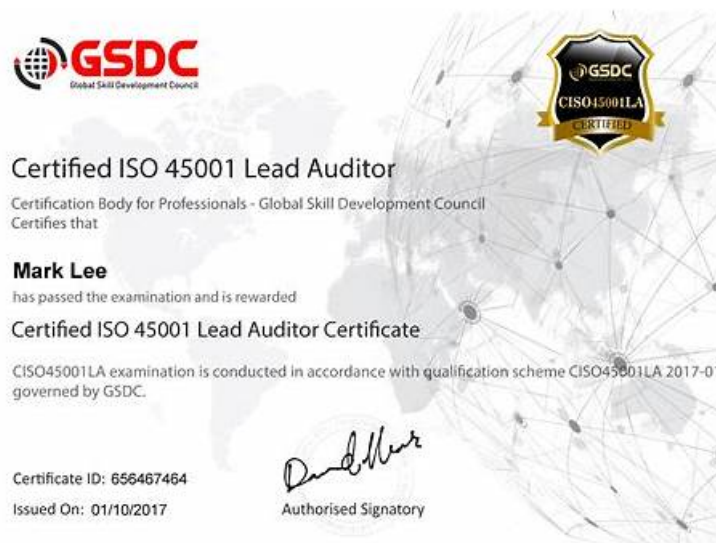 GSDC
Global Skill Development Council
GSDC
CISO45001LA
CERTIFIED
Certified ISO 45001 Lead Auditor
Certification Body for Professionals - Global Skill Development Council
Certifies that
Mark Lee
has passed the examination and is rewarded
Certified ISO 45001 Lead Auditor Certificate
CISO45001LA examination is conducted in accordance with qualification scheme CISO45001LA 2017-01
governed by GSDC.
Certificate ID: 656467464
Issued On: 01/10/2017
Authorised Signatory